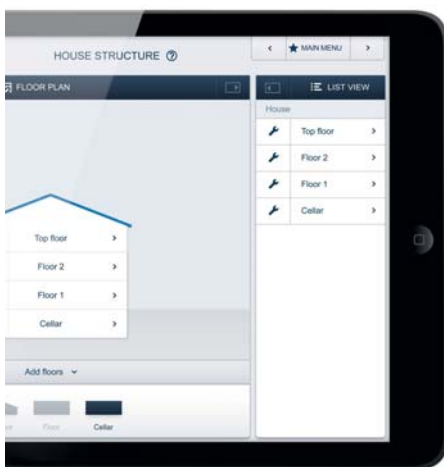 HOUSE STRUCTURE
MAIN MENU
FLOOR PLAN
LIST VIEW
House
Top floor
Floor 2
Floor 1
Cellar
Top floor
Floor 2
Floor 1
Cellar
Add floors
Floor
Cellar